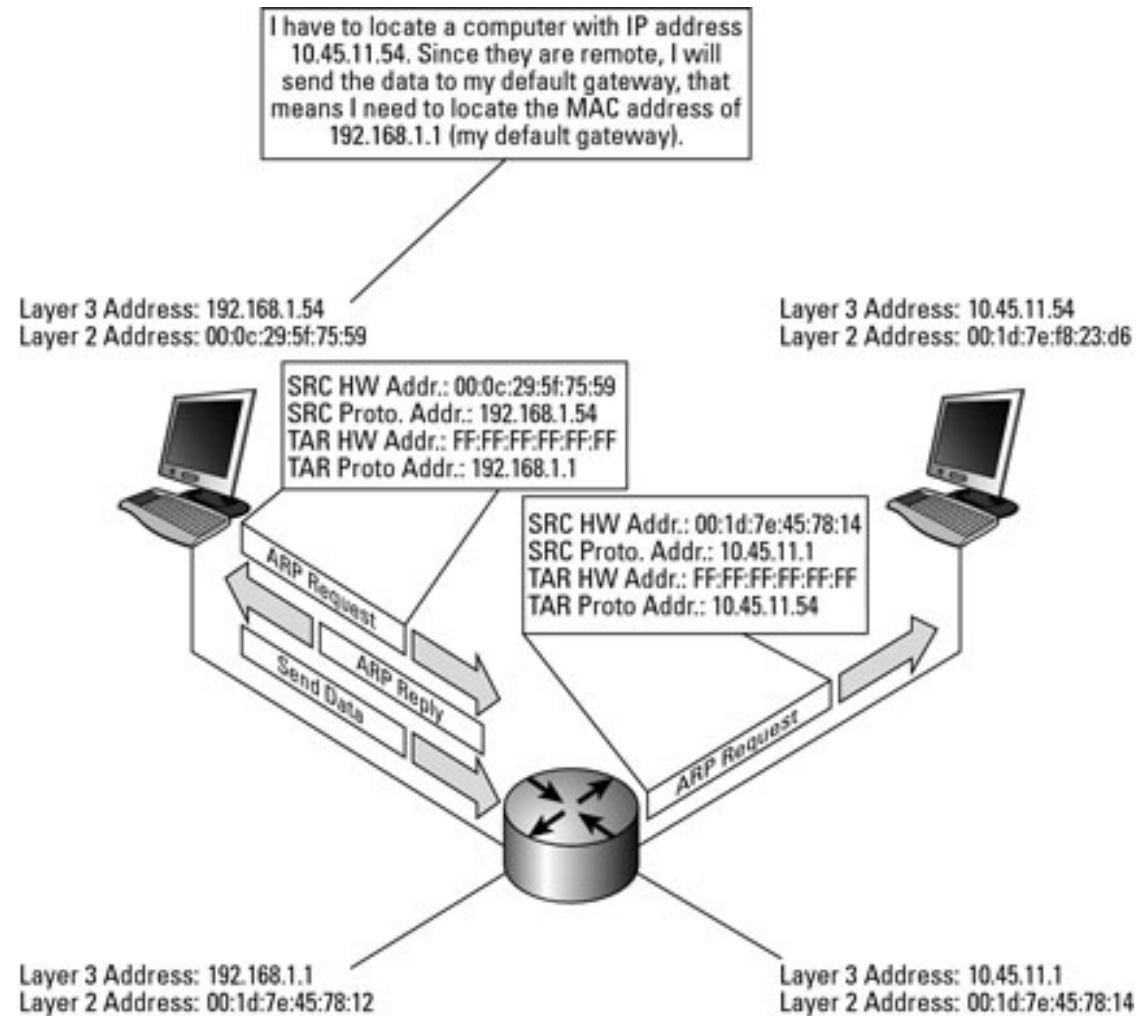 I have to locate a computer with IP address
10.45.11.54. Since they are remote, I will
send the data to my default gateway, that
means I need to locate the MAC address of
192.168.1.1 (my default gateway).
Layer 3 Address: 192.168.1.54
Layer 2 Address: 00:0c:29:5f:75:59
Layer 3 Address: 10.45.11.54
Layer 2 Address: 00:1d:7e:f8:23:d6
SRC HW Addr.: 00:0c:29:5f:75:59
SRC Proto. Addr.: 192.168.1.54
TAR HW Addr.: FF:FF:FF:FF:FF:FF
TAR Proto Addr.: 192.168.1.1
SRC HW Addr.: 00:1d:7e:45:78:14
SRC Proto. Addr.: 10.45.11.1
TAR HW Addr.: FF:FF:FF:FF:FF:FF
TAR Proto Addr.: 10.45.11.54
ARP Request
ARP Reply
Send Data
ARP Request
Layer 3 Address: 192.168.1.1
Layer 2 Address: 00:1d:7e:45:78:12
Layer 3 Address: 10.45.11.1
Layer 2 Address: 00:1d:7e:45:78:14